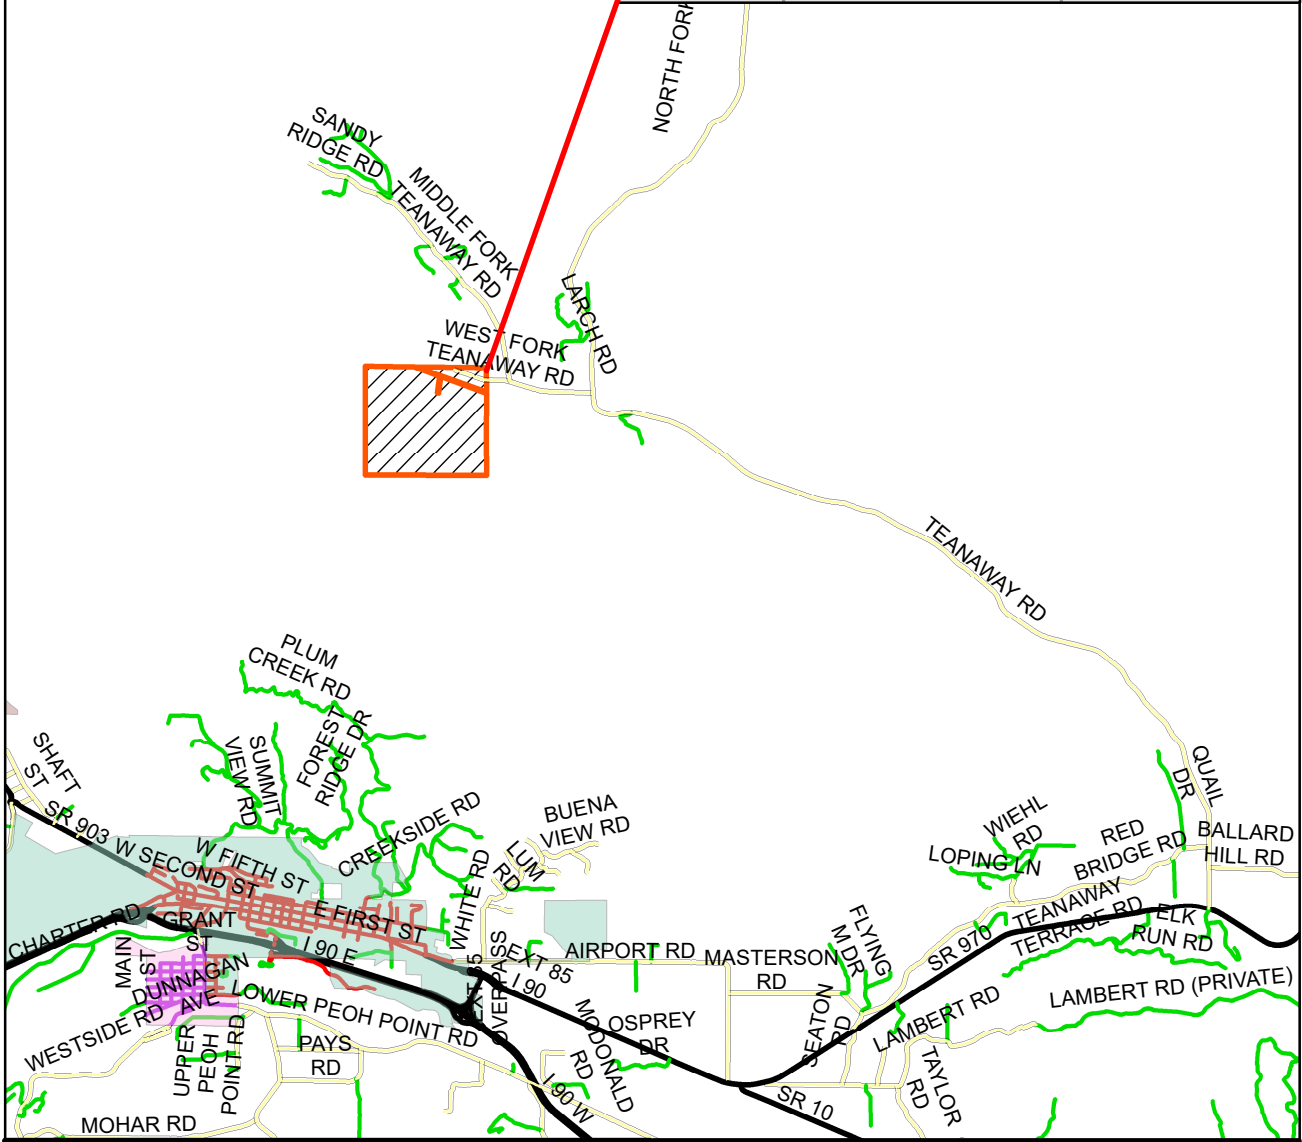 NORTH FORK
SANDY
RIDGE RD
MIDDLE FORK
TEANAWAY RD
LARCH RD
WEST FORK
TEANAWAY RD
TEANAWAY RD
PLUM
CREEK RD
FOREST
RIDGE DR
SUMMIT
VIEW RD
SHAFT
ST
SR 903
W SECOND ST
W FIFTH ST
CREEKSIDE RD
BUENA
VIEW RD
LUM
RD
WHITE RD
E FIRST ST
GRANT
ST
CHARTER RD
I 90 E
MAIN
ST
DUNNAGAN
AVE
WESTSIDE RD
LOWER PEOH POINT RD
UPPER
PEOH
POINT RD
PAYS
RD
MOHAR RD
EXT 85
OVERPASS
EXT 85
I 90
AIRPORT RD
MASTERSON
RD
OSPREY
DR
MCDONALD
RD
I 90 W
SR 10
SEATON
RD
FLYING
M DR
LAMBERT RD
TAYLOR
RD
SR 970
TEANAWAY
TERRACE RD
ELK
RUN RD
LAMBERT RD (PRIVATE)
WIEHL
RD
LOPING LN
RED
BRIDGE RD
QUAIL
DR
BALLARD
HILL RD